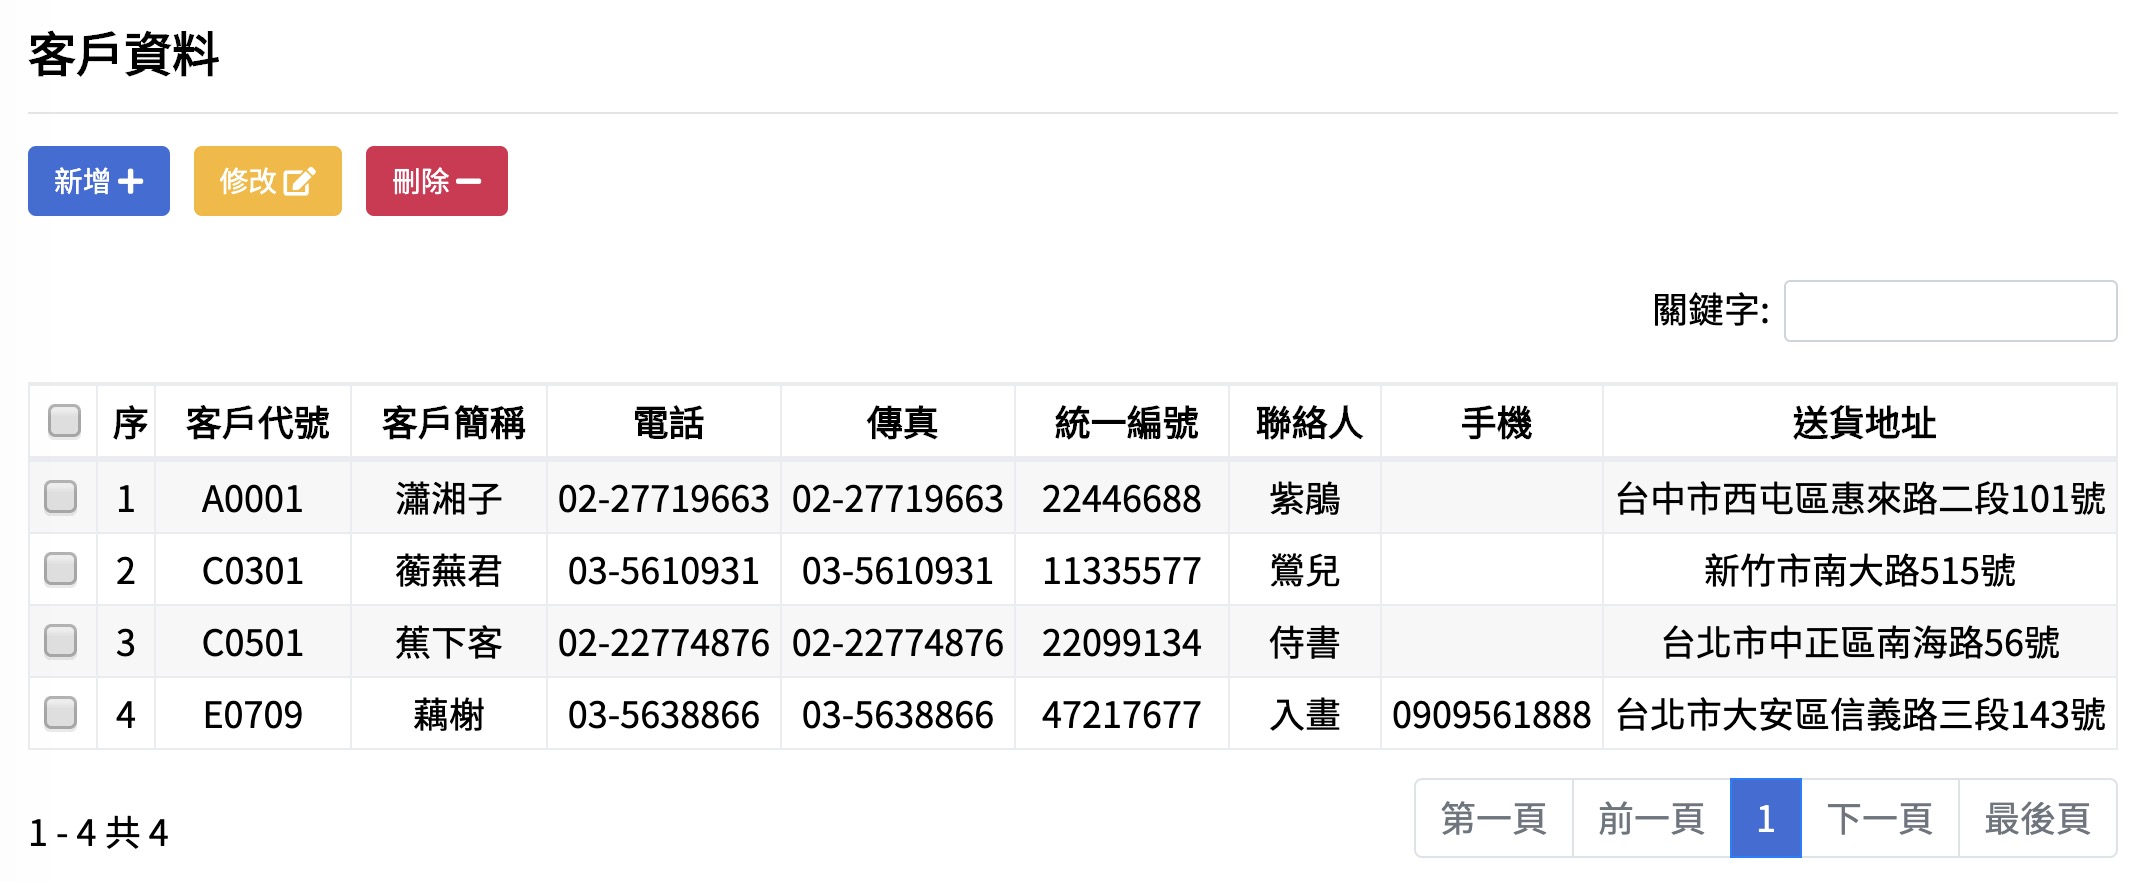 客戶資料
新增 修改 刪除
關鍵字:
序 客戶代號 客戶簡稱 電話 傳真 統一編號 聯絡人 手機 送貨地址
1 A0001 瀟湘子 02-27719663 02-27719663 22446688 紫鵑 台中市西屯區惠來路二段101號
2 C0301 蘅蕪君 03-5610931 03-5610931 11335577 鶯兒 新竹市南大路515號
3 C0501 蕉下客 02-22774876 02-22774876 22099134 侍書 台北市中正區南海路56號
4 E0709 藕榭 03-5638866 03-5638866 47217677 入畫 0909561888 台北市大安區信義路三段143號
1 - 4 共 4
第一頁 前一頁 1 下一頁 最後頁